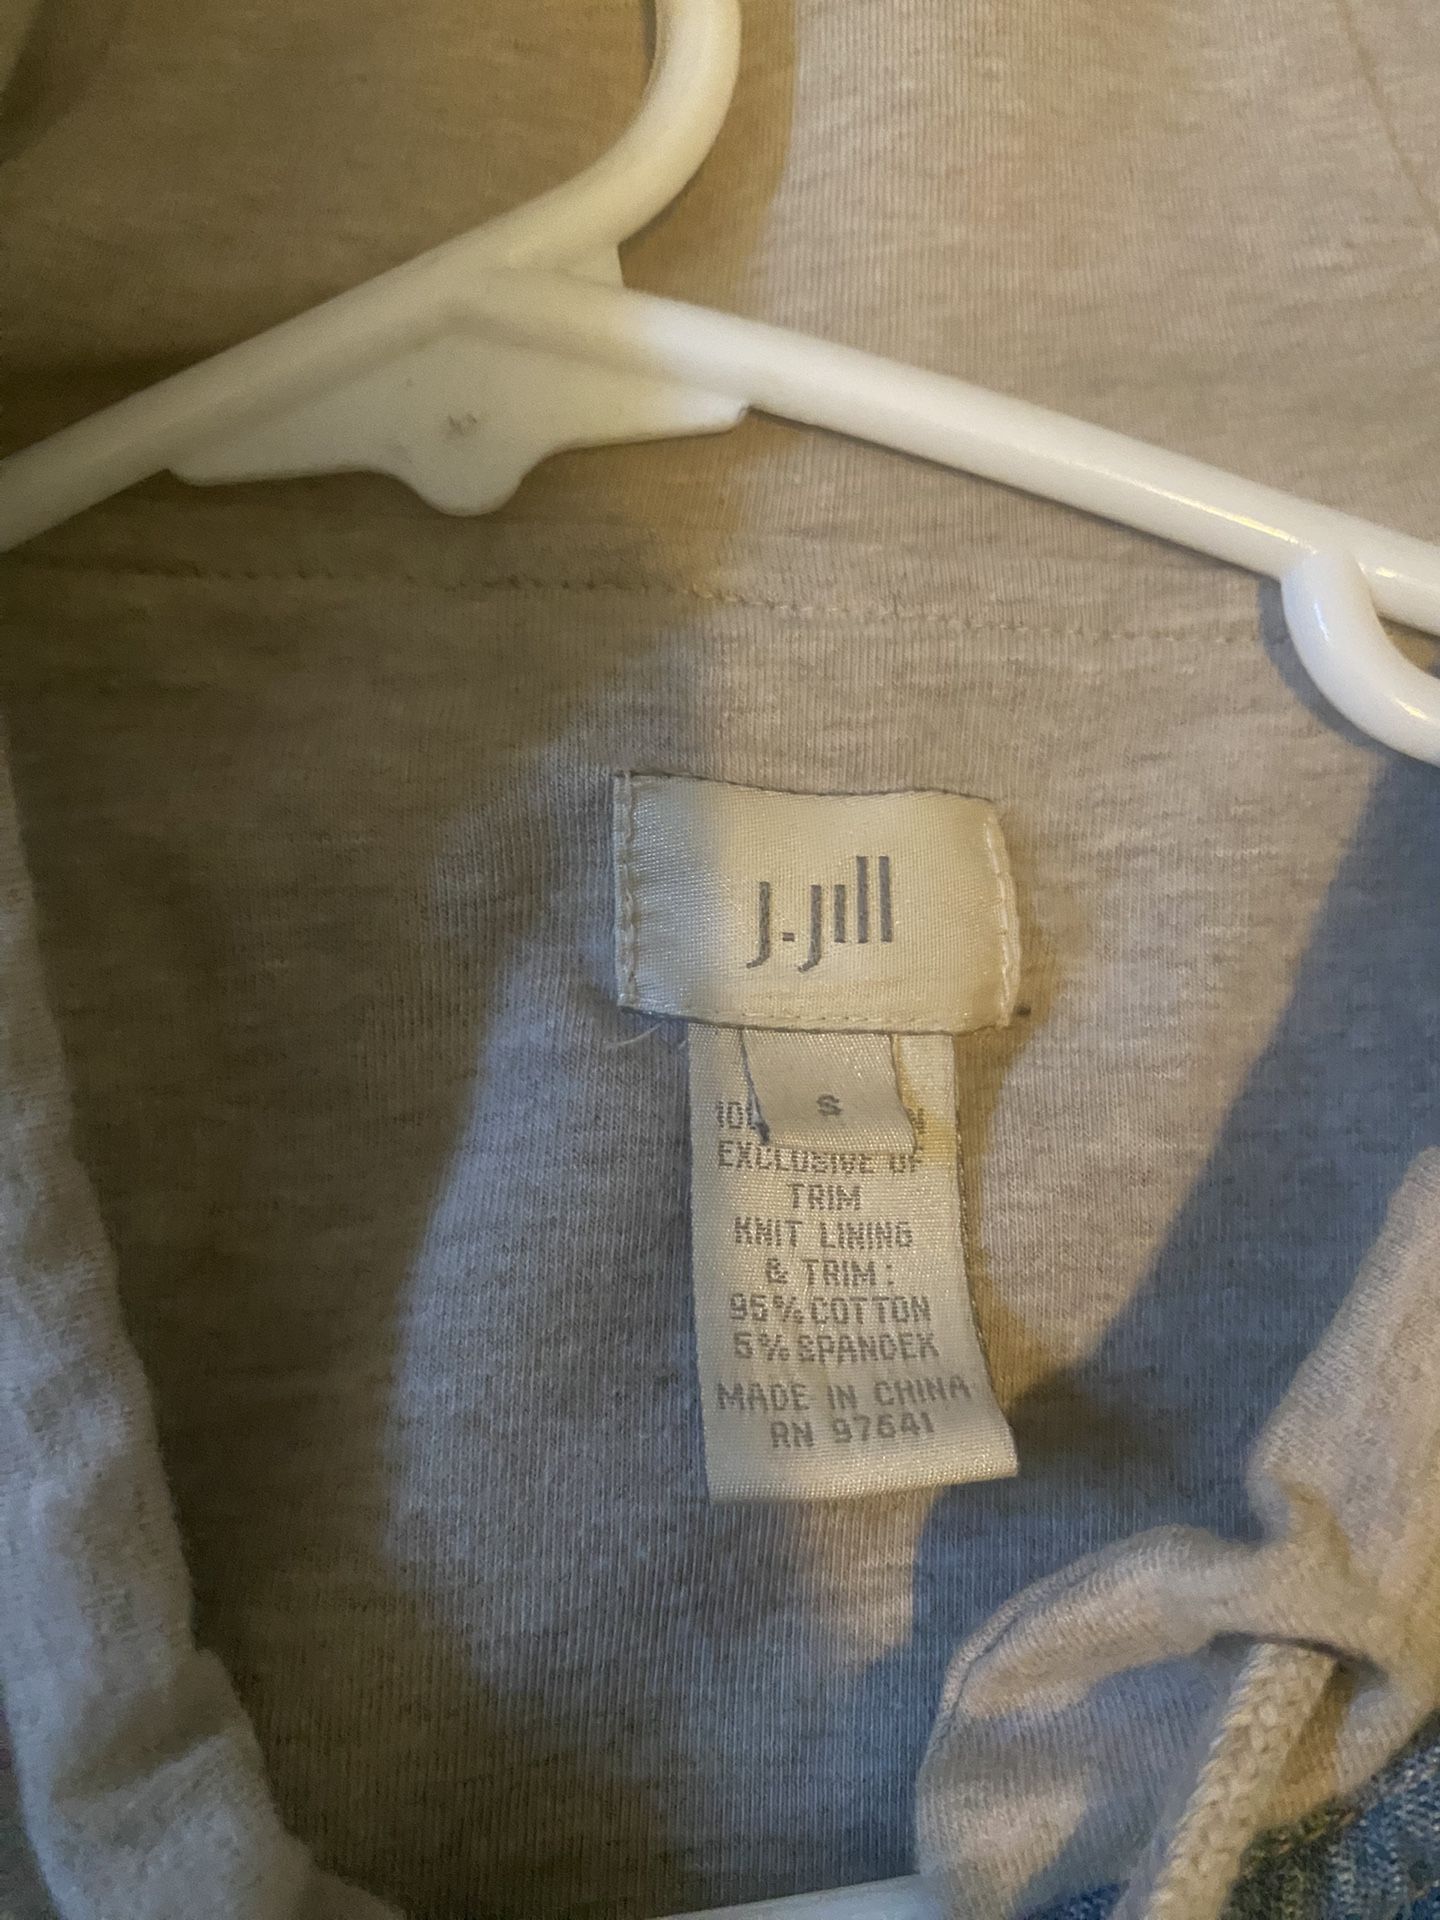 J.Jill
S
EXCLUSIVE OF
TRIM
KNIT LINING
& TRIM:
95% COTTON
5% SPANDEX
MADE IN CHINA
RN 97641